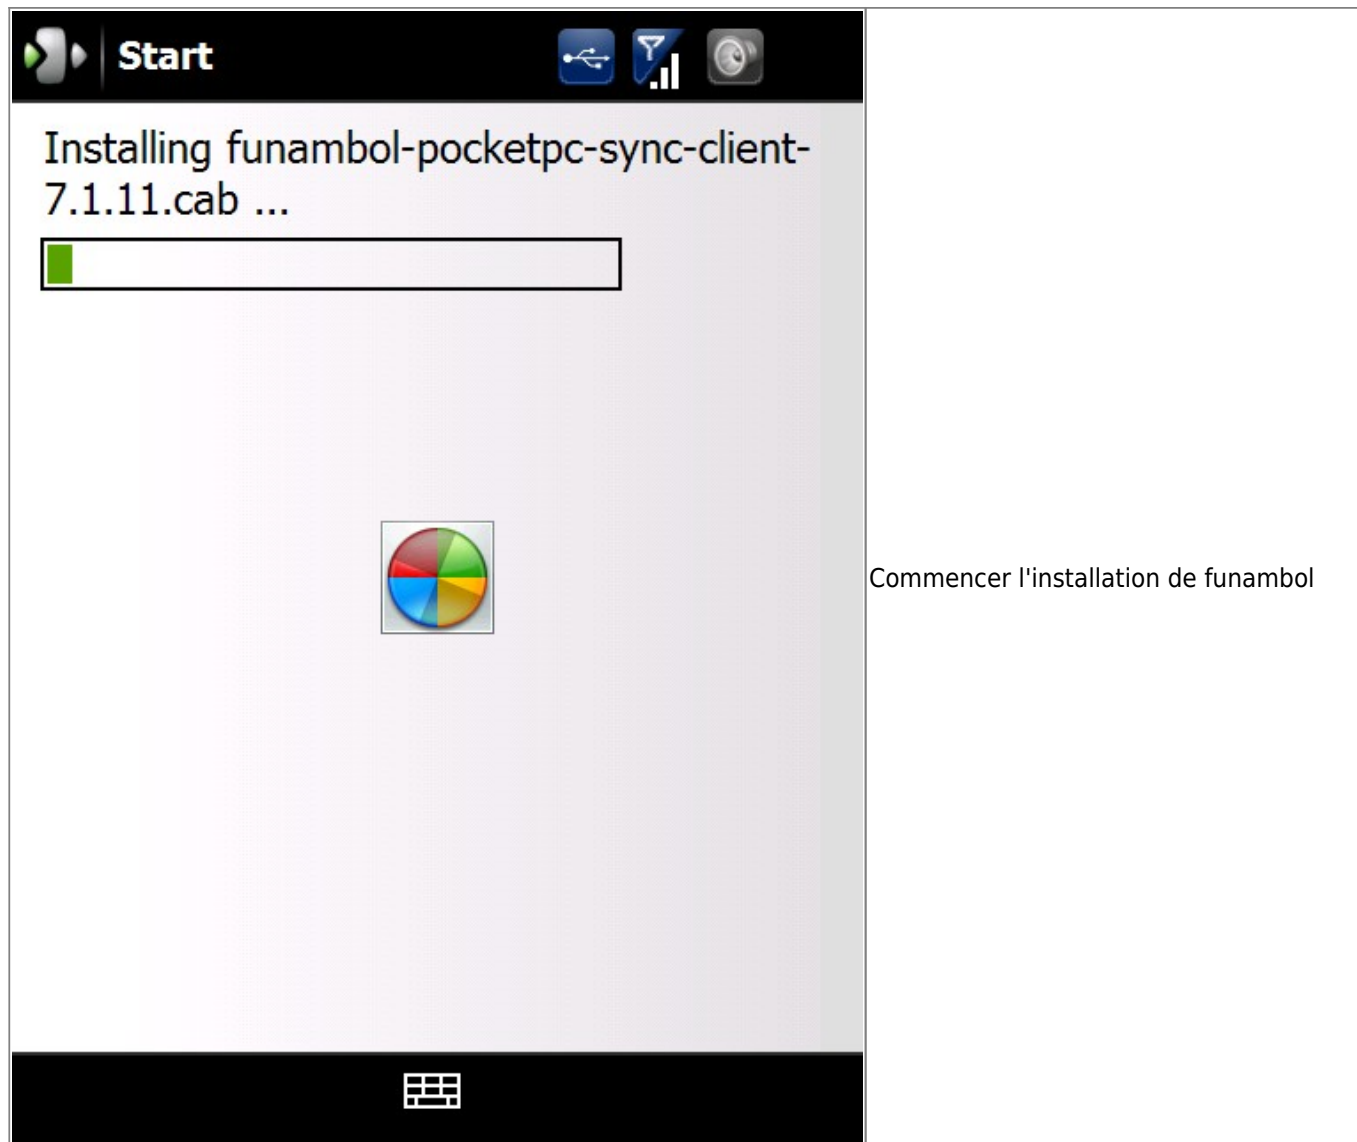 Start
Installing funambol-pocketpc-sync-client-
7.1.11.cab ...
Commencer l'installation de funambol